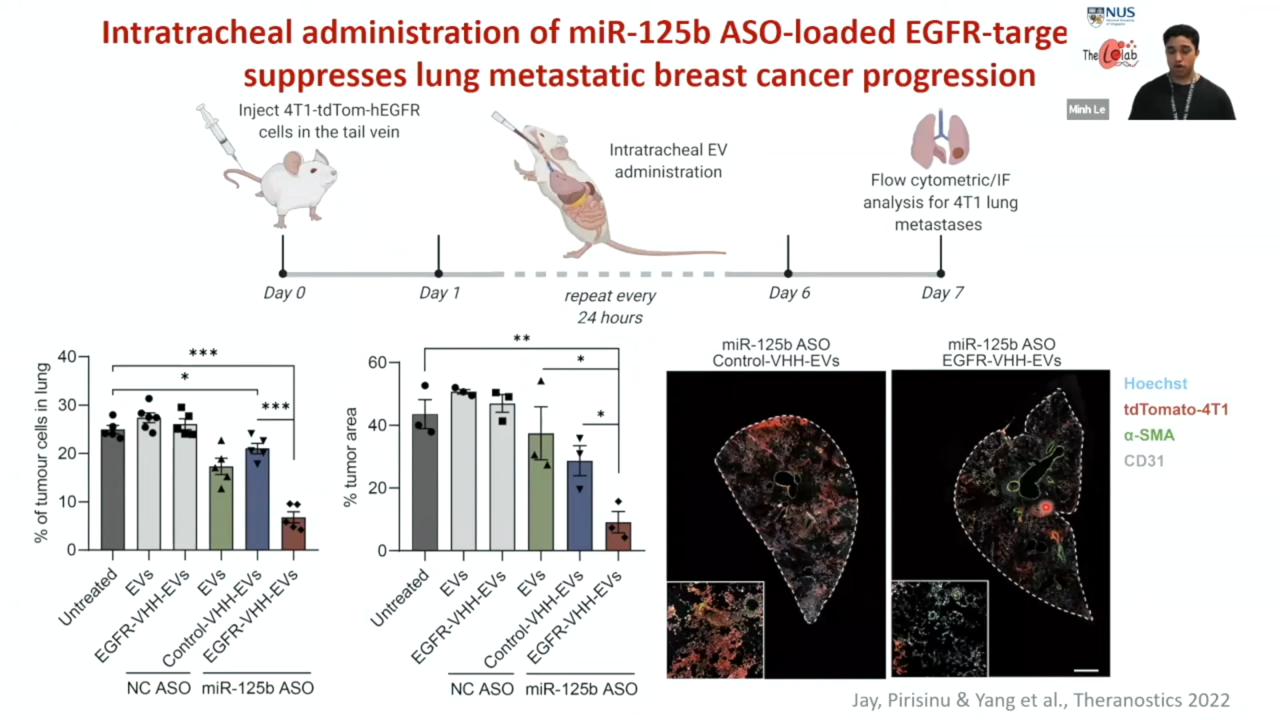 Intratracheal administration of miR-125b ASO-loaded EGFR-targe
suppresses lung metastatic breast cancer progression
NUS
The Le lab
Minh Le
Inject 4T1-tdTom-hEGFR
cells in the tail vein
Intratracheal EV
administration
Flow cytometric/IF
analysis for 4T1 lung
metastases
Day 0
Day 1
repeat every
24 hours
Day 6
Day 7
% of tumour cells in lung
40
30
20
10
0
***
*
***
Untreated
EVs
EGFR-VHH-EVs
EVs
Control-VHH-EVs
EGFR-VHH-EVs
NC ASO
miR-125b ASO
% tumor area
60
40
20
0
**
*
*
Untreated
EVs
EGFR-VHH-EVs
EVs
Control-VHH-EVs
EGFR-VHH-EVs
NC ASO
miR-125b ASO
miR-125b ASO
Control-VHH-EVs
miR-125b ASO
EGFR-VHH-EVs
Hoechst
tdTomato-4T1
α-SMA
CD31
Jay, Pirisinu & Yang et al., Theranostics 2022